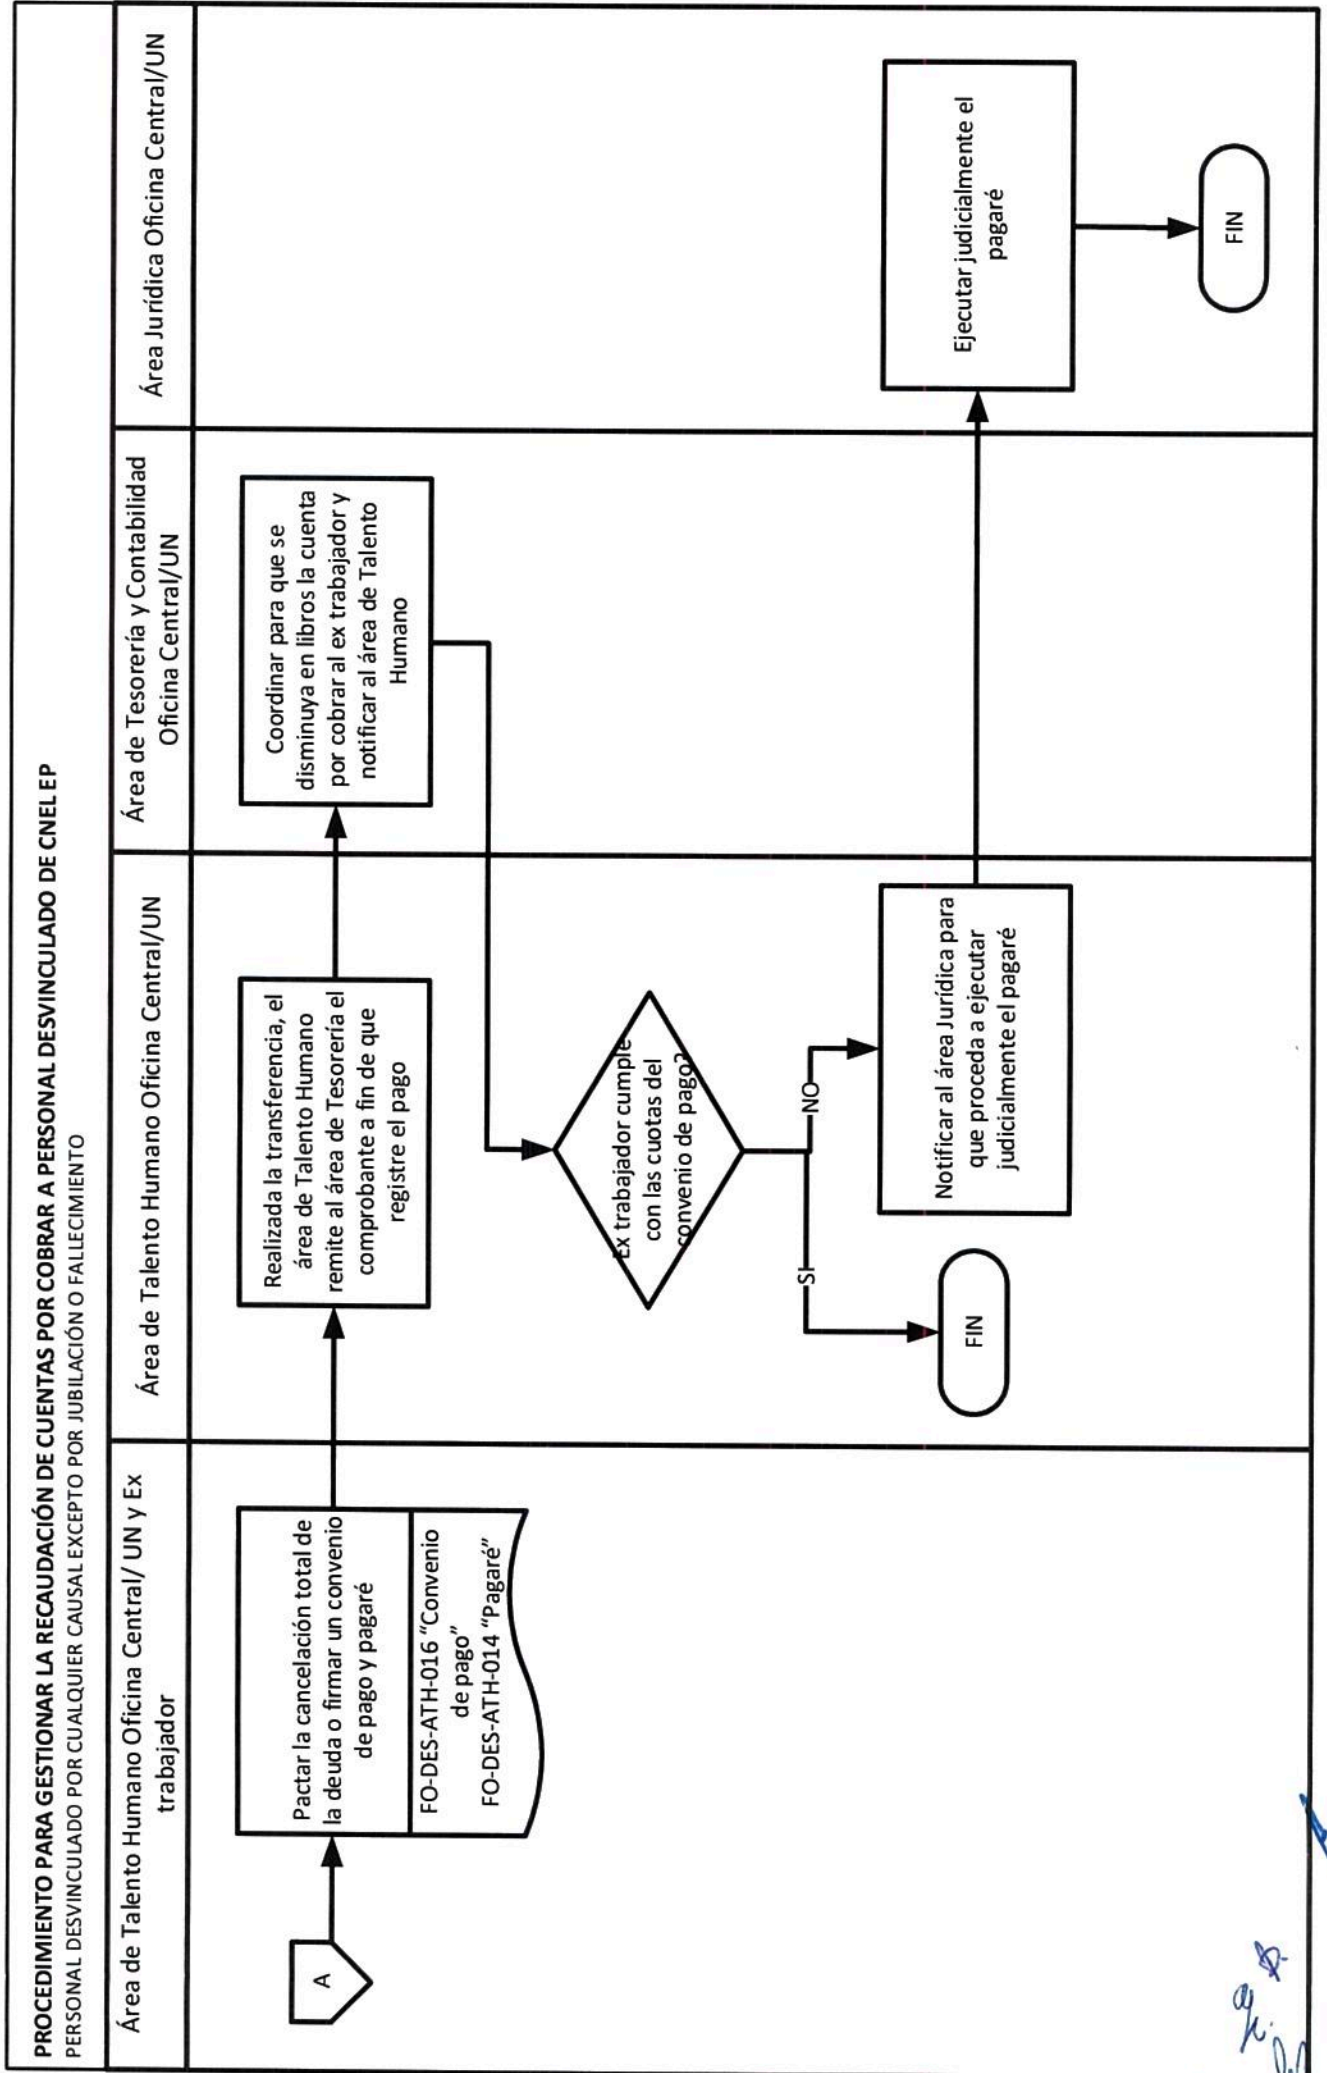 PROCEDIMIENTO PARA GESTIONAR LA RECAUDACIÓN DE CUENTAS POR COBRAR A PERSONAL DESVINCULADO DE CNEL EP
PERSONAL DESVINCULADO POR CUALQUIER CAUSAL EXCEPTO POR JUBILACIÓN O FALLECIMIENTO
Área de Talento Humano Oficina Central/ UN y Ex
trabajador
Área de Talento Humano Oficina Central/UN
Área de Tesorería y Contabilidad
Oficina Central/UN
Área Jurídica Oficina Central/UN
A
Pactar la cancelación total de
la deuda o firmar un convenio
de pago y pagaré
FO-DES-ATH-016 “Convenio
de pago”
FO-DES-ATH-014 “Pagaré”
Realizada la transferencia, el
área de Talento Humano
remite al área de Tesorería el
comprobante a fin de que
registre el pago
Coordinar para que se
disminuya en libros la cuenta
por cobrar al ex trabajador y
notificar al área de Talento
Humano
Ex trabajador cumple
con las cuotas del
convenio de pago?
SI
NO
FIN
Notificar al área Jurídica para
que proceda a ejecutar
judicialmente el pagaré
Ejecutar judicialmente el
pagaré
FIN